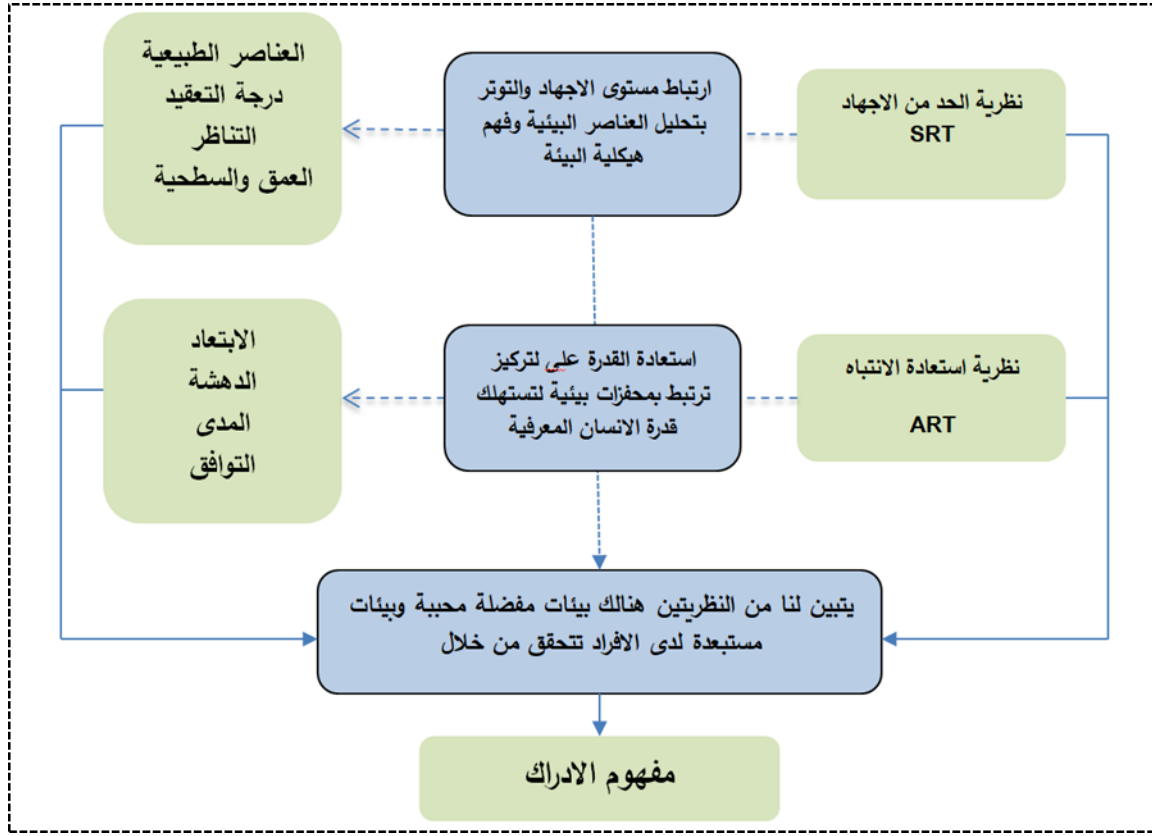 نظرية الحد من الاجهاد
SRT
ارتباط مستوى الاجهاد والتوتر
بتحليل العناصر البيئية وفهم
هيكلية البيئة
العناصر الطبيعية
درجة التعقيد
التناظر
العمق والسطحية
نظرية استعادة الانتباه
ART
استعادة القدرة على لتركيز
ترتبط بمحفزات بيئية لتستهلك
قدرة الانسان المعرفية
الابتعاد
الدهشة
المدى
التوافق
يتبين لنا من النظريتين هنالك بيئات مفضلة محببة وبيئات
مستبعدة لدى الافراد تتحقق من خلال
مفهوم الادراك